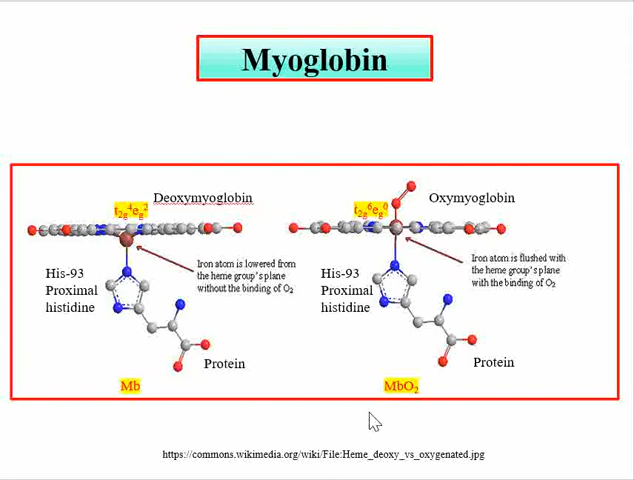 Myoglobin
Deoxymyoglobin
t2g4eg2
Iron atom is lowered from
the heme group's plane
without the binding of O2
His-93
Proximal
histidine
Protein
Mb
Oxymyoglobin
t2g6eg0
Iron atom is flushed with
the heme group's plane
with the binding of O2
His-93
Proximal
histidine
Protein
MbO2
https://commons.wikimedia.org/wiki/File:Heme_deoxy_vs_oxygenated.jpg